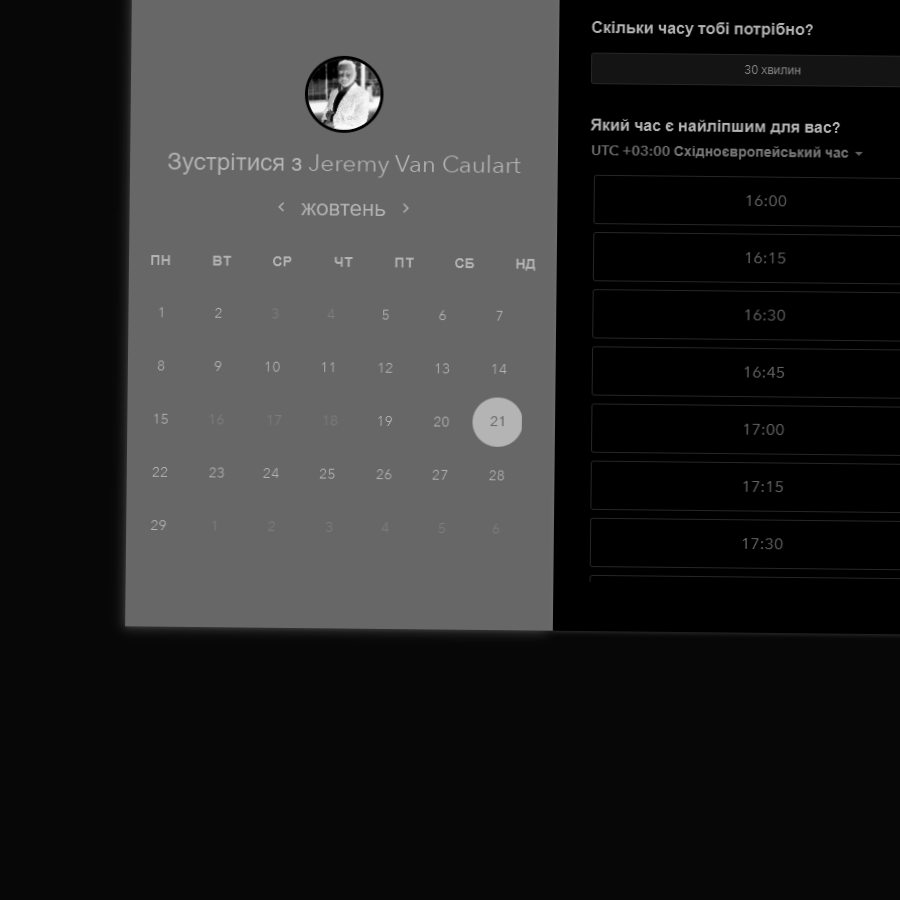 Зустрітися з Jeremy Van Caulart
< жовтень >
ПН ВТ СР ЧТ ПТ СБ НД
1 2 3 4 5 6 7
8 9 10 11 12 13 14
15 16 17 18 19 20 21
22 23 24 25 26 27 28
29 1 2 3 4 5 6
Скільки часу тобі потрібно?
30 хвилин
Який час є найліпшим для вас?
UTC +03:00 Східноєвропейський час
16:00
16:15
16:30
16:45
17:00
17:15
17:30